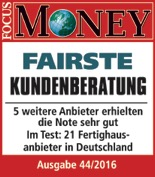 FOCUS MONEY
FAIRSTE
KUNDENBERATUNG
5 weitere Anbieter erhielten
die Note sehr gut
Im Test: 21 Fertighaus-
anbieter in Deutschland
Ausgabe 44/2016